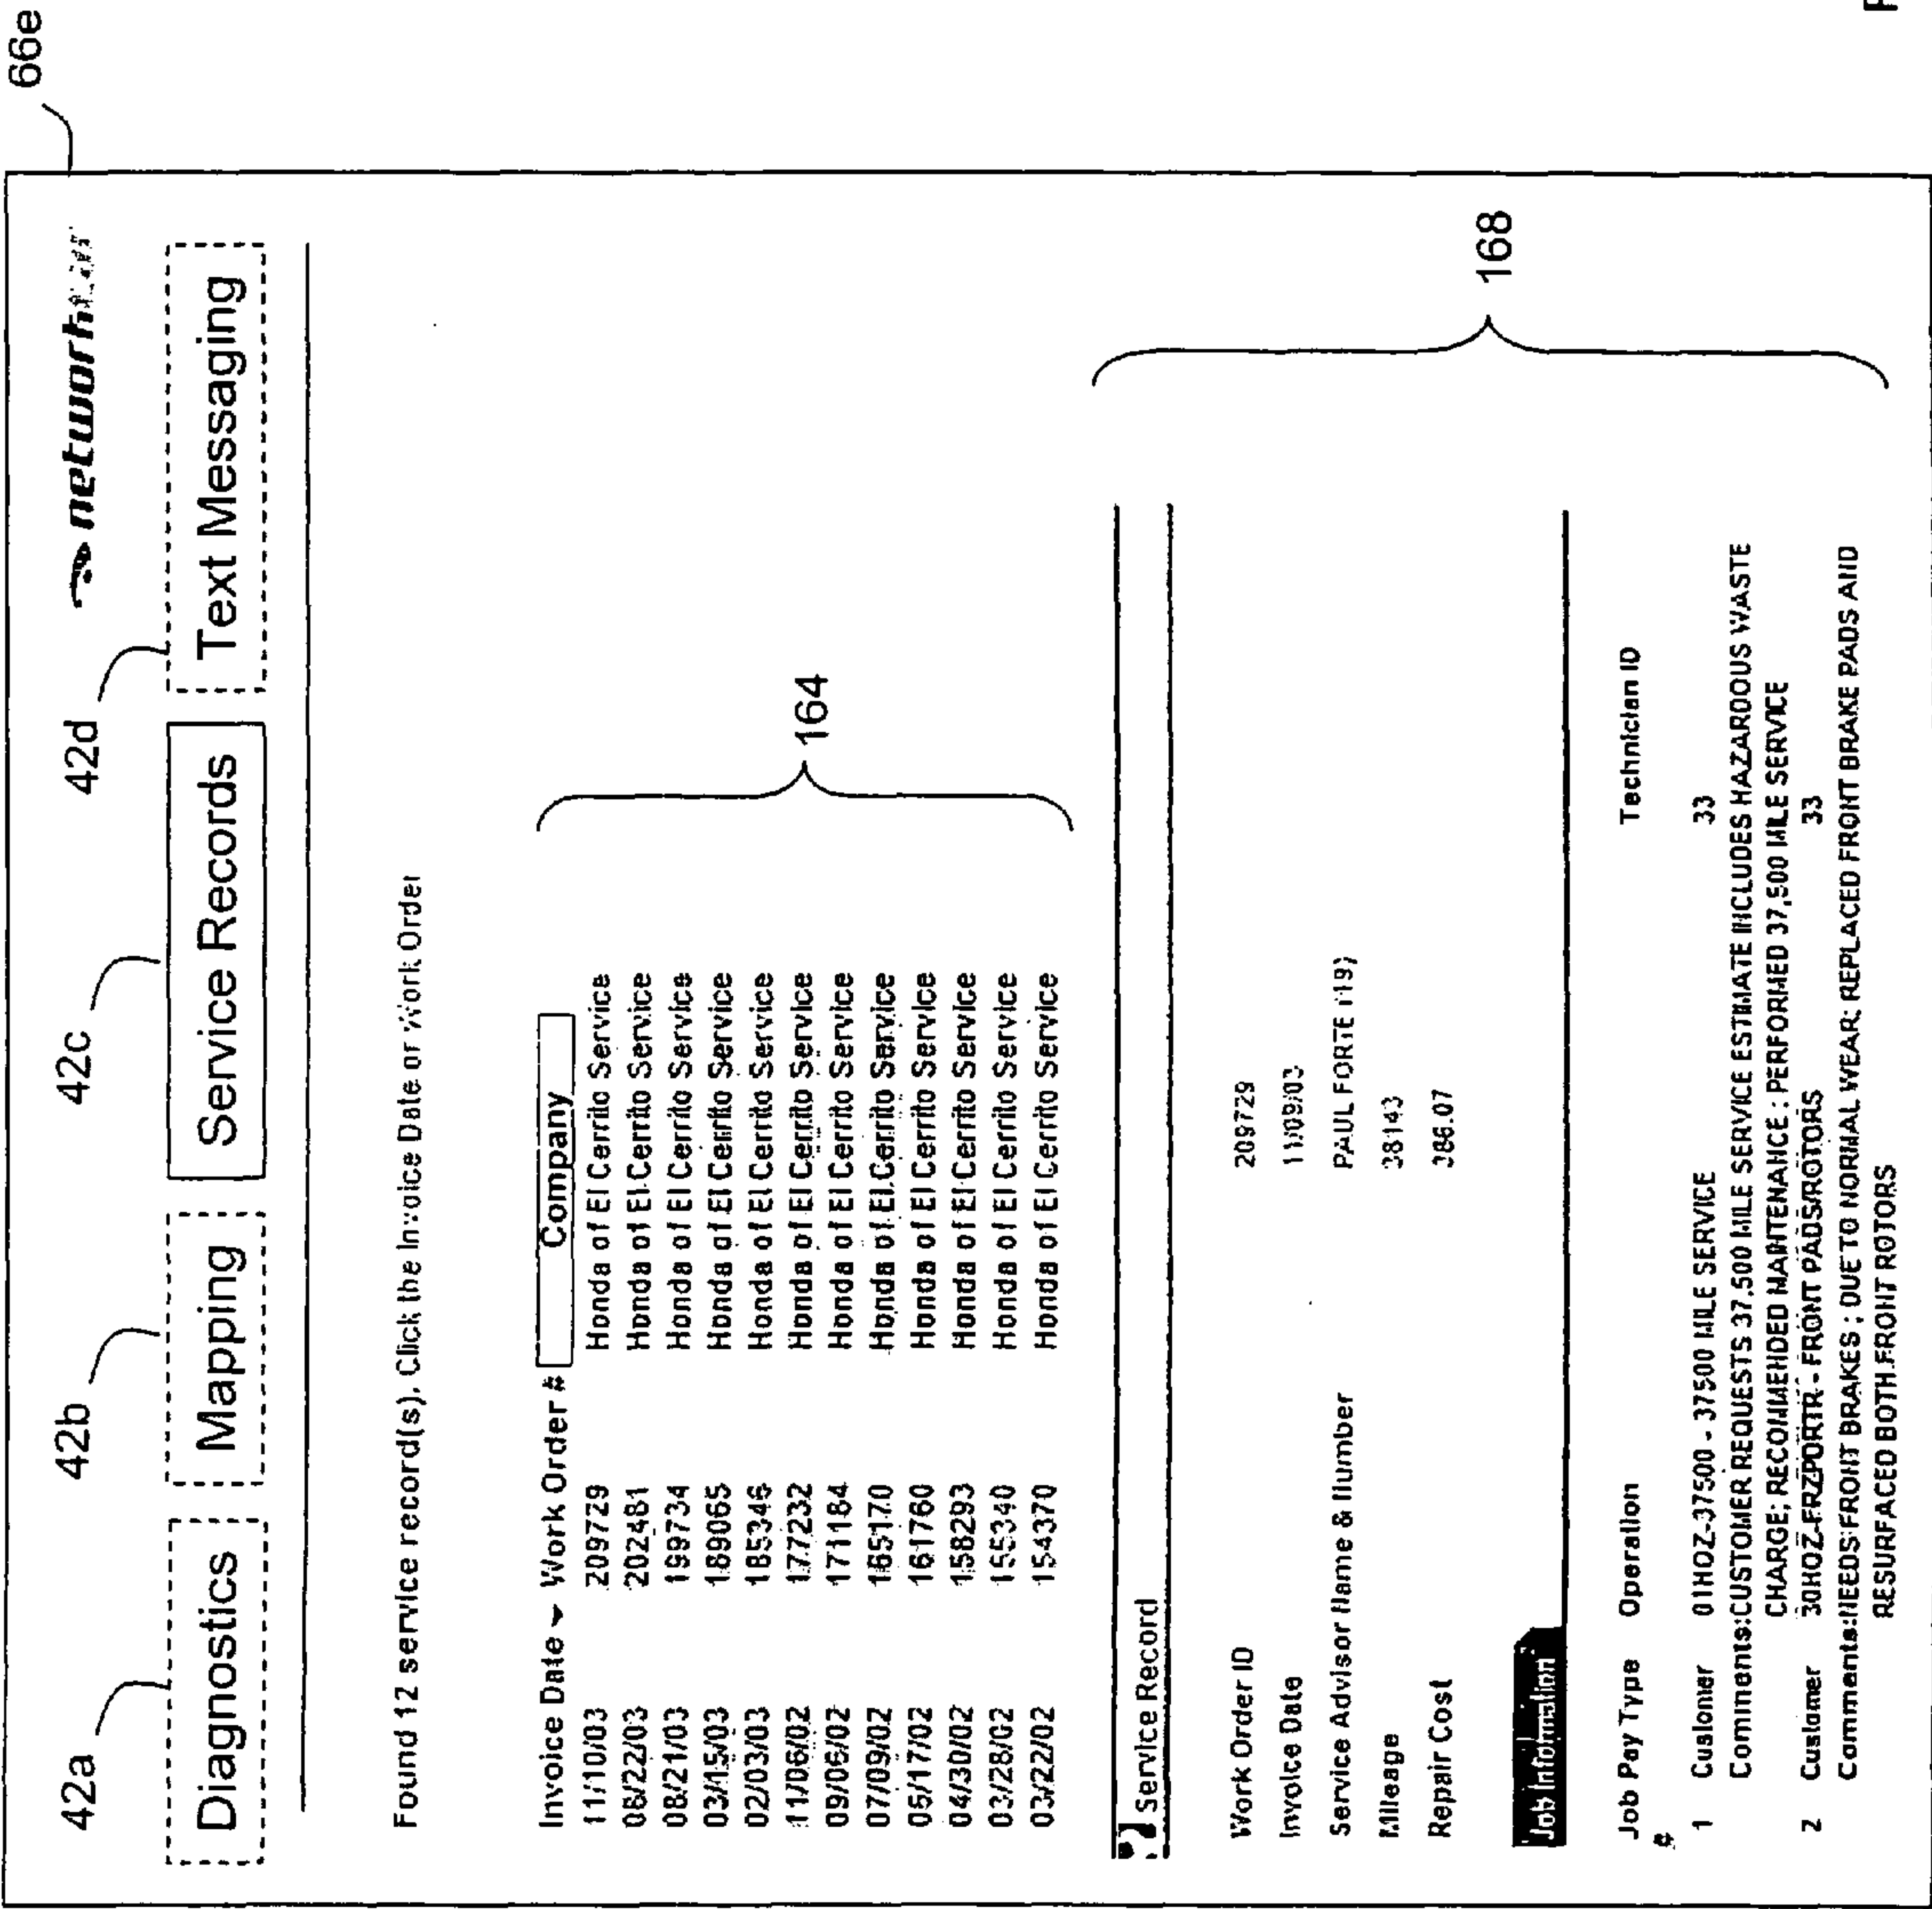 66e
42a 42b 42c 42d networkcar
Diagnostics Mapping Service Records Text Messaging
Found 12 service record(s). Click the Invoice Date or Work Order
Invoice Date Work Order # Company
11/10/03 209729 Honda of El Cerrito Service
202461 Honda of El Cerrito Service
08/21/03 199734 Honda of El Cerrito Service
03/15/03 189065 Honda of El Cerrito Service
02/03/03 185346 Honda of El Cerrito Service
11/06/02 177232 Honda of El Cerrito Service
09/06/02 171184 Honda of El Cerrito Service
07/09/02 165170 Honda of El Cerrito Service
05/17/02 161760 Honda of El Cerrito Service
04/30/02 158293 Honda of El Cerrito Service
03/28/02 155340 Honda of El Cerrito Service
03/22/02 154370 Honda of El Cerrito Service
164
Service Record
Work Order ID 209729
Invoice Date 11/09/03
Service Advisor Name & Number PAUL FORTE (119)
Mileage 38143
Repair Cost 386.07
168
Job Information
Job Pay Type Operation Technician ID
#
1 Customer 01HOZ-37500 - 37500 MILE SERVICE 33
Comments:CUSTOMER REQUESTS 37,500 MILE SERVICE ESTIMATE INCLUDES HAZARDOUS WASTE
CHARGE; RECOMMENDED MAINTENANCE ; PERFORMED 37,500 MILE SERVICE
2 Customer 30HOZ-FRZPORTR - FRONT PADS/ROTORS 33
Comments:NEEDS FRONT BRAKES ; DUE TO NORMAL WEAR; REPLACED FRONT BRAKE PADS AND
RESURFACED BOTH FRONT ROTORS